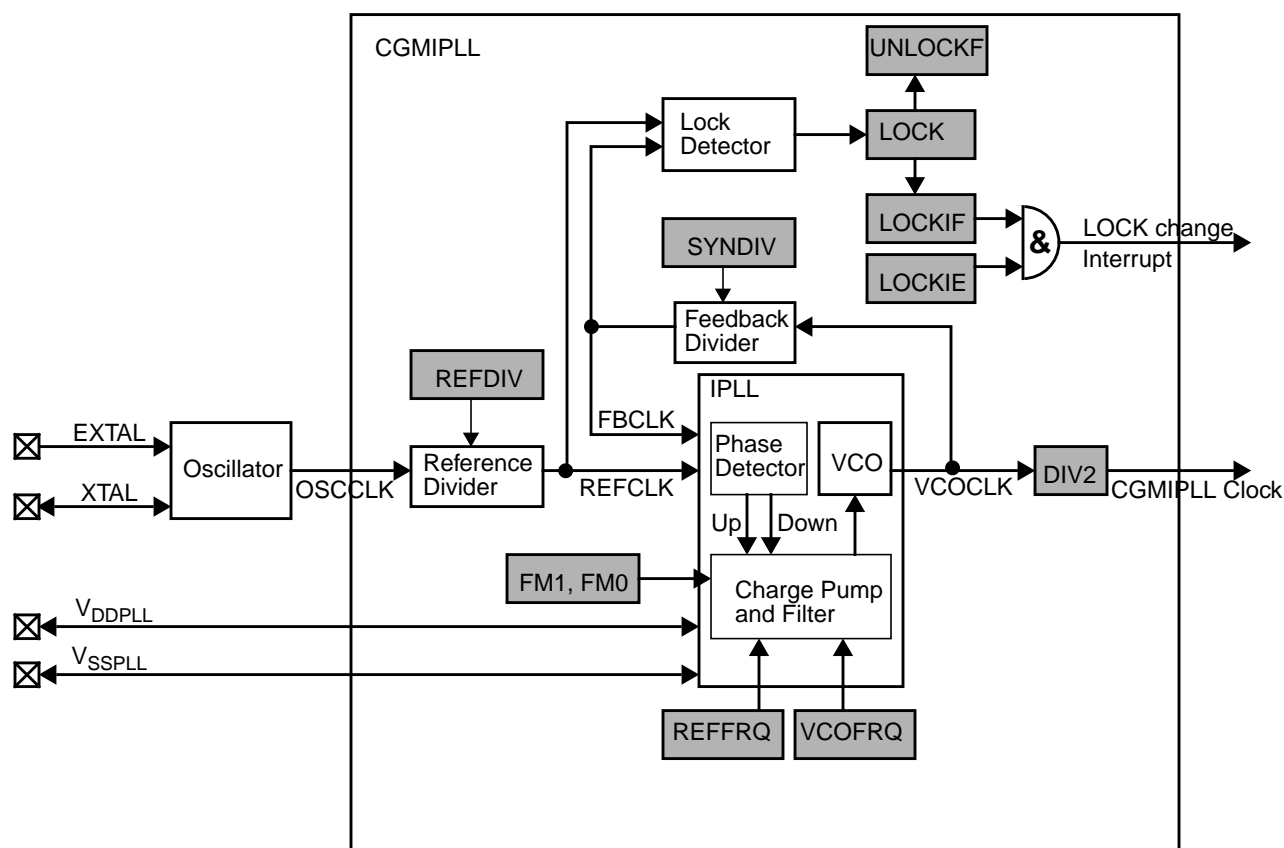 CGMIPLL
UNLOCKF
Lock
Detector
LOCK
LOCKIF
LOCKIE
&
LOCK change
Interrupt
SYNDIV
Feedback
Divider
REFDIV
IPLL
FBCLK
EXTAL
XTAL
Oscillator
OSCCLK
Reference
Divider
REFCLK
Phase
Detector
VCO
VCOCLK
DIV2
CGMIPLL Clock
Up
Down
FM1, FM0
Charge Pump
and Filter
VDDPLL
VSSPLL
REFFRQ
VCOFRQ